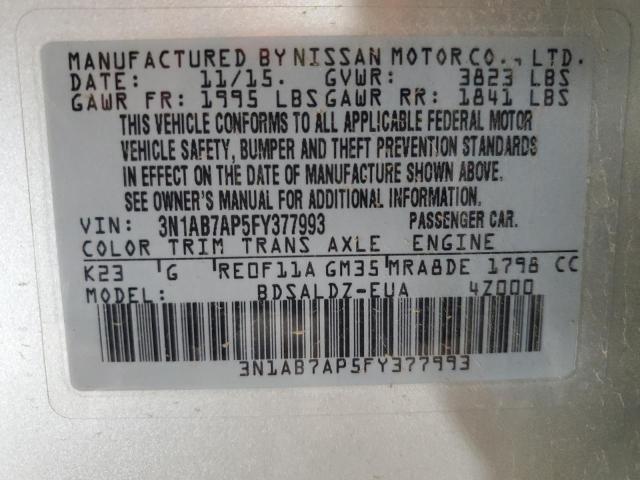 MANUFACTURED BY NISSAN MOTOR CO., LTD.
DATE: 11/15. GVWR: 3823 LBS
GAWR FR: 1995 LBS GAWR RR: 1841 LBS
THIS VEHICLE CONFORMS TO ALL APPLICABLE FEDERAL MOTOR
VEHICLE SAFETY, BUMPER AND THEFT PREVENTION STANDARDS
IN EFFECT ON THE DATE OF MANUFACTURE SHOWN ABOVE.
SEE OWNER'S MANUAL FOR ADDITIONAL INFORMATION.
VIN: 3N1AB7AP5FY377993 PASSENGER CAR.
COLOR TRIM TRANS AXLE ENGINE
K23 G RE0F11A GM35 MRA8DE 1798 CC
MODEL: BDSALDZ-EUA 4Z000
3N1AB7AP5FY377993